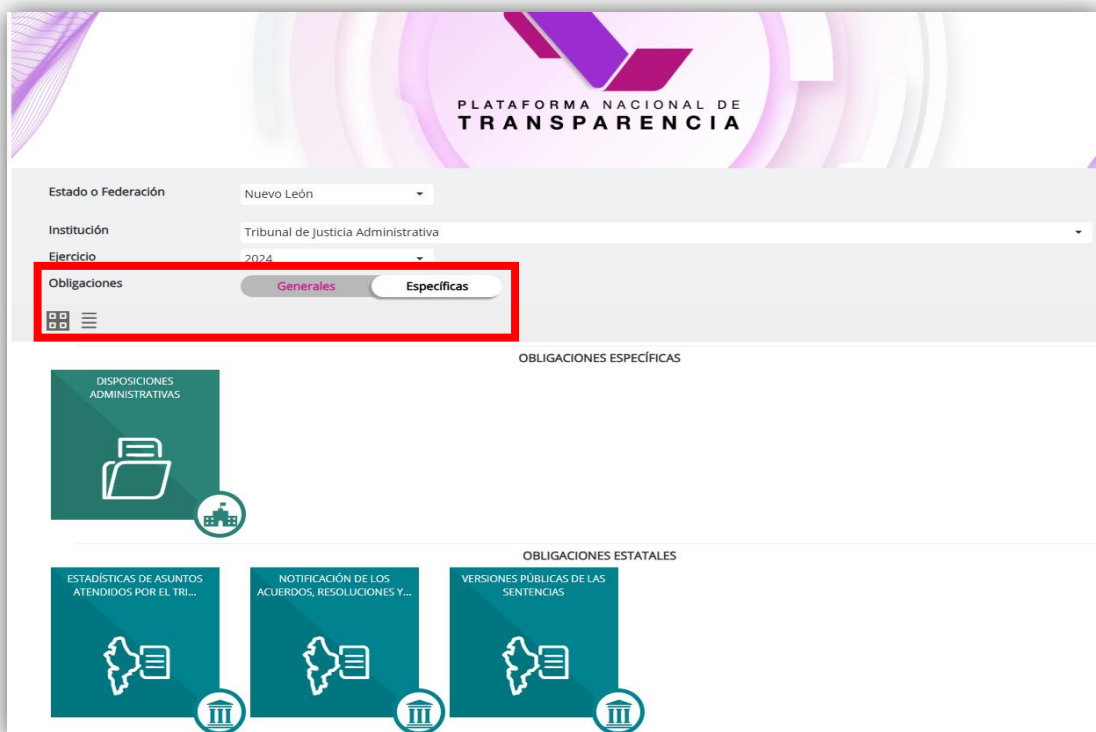 PLATAFORMA NACIONAL DE
TRANSPARENCIA
Estado o Federación
Nuevo León
Institución
Tribunal de Justicia Administrativa
Ejercicio
2024
Obligaciones
Generales
Específicas
OBLIGACIONES ESPECÍFICAS
DISPOSICIONES
ADMINISTRATIVAS
OBLIGACIONES ESTATALES
ESTADÍSTICAS DE ASUNTOS
ATENDIDOS POR EL TRI...
NOTIFICACIÓN DE LOS
ACUERDOS, RESOLUCIONES Y...
VERSIONES PÚBLICAS DE LAS
SENTENCIAS